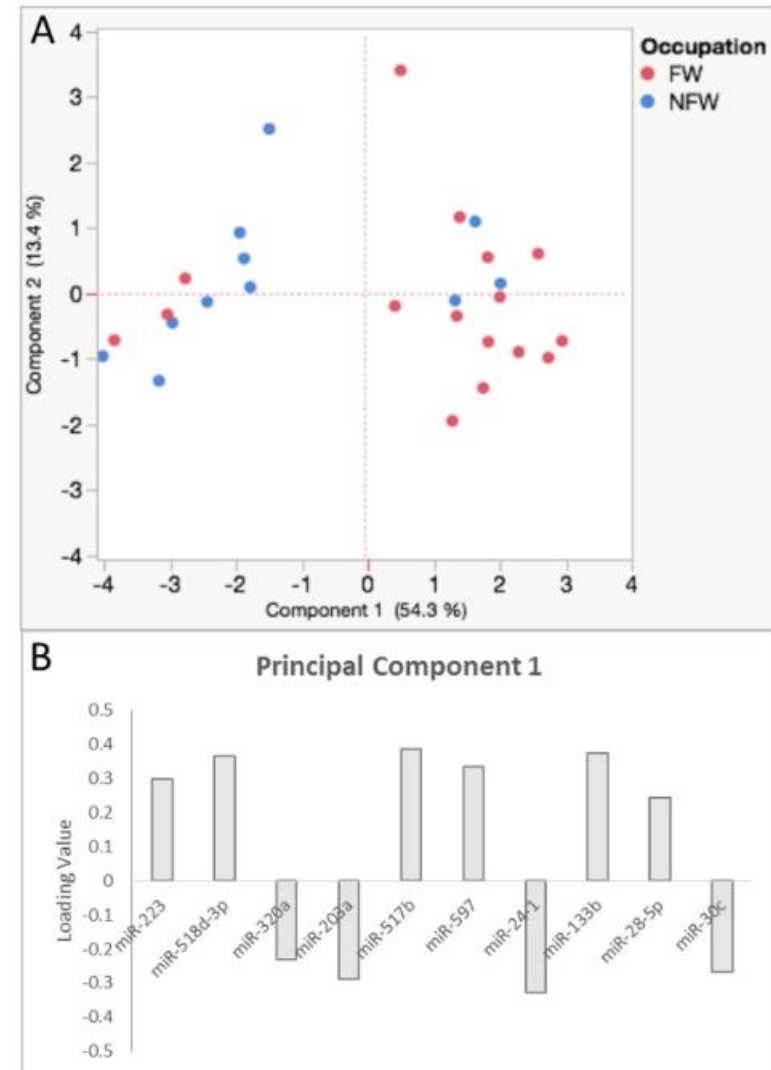 A
Occupation
FW
NFW
4
3
2
1
0
-1
-2
-3
-4
Component 2 (13.4 %)
-4 -3 -2 -1 0 1 2 3 4
Component 1 (54.3 %)
B
Principal Component 1
0.5
0.4
0.3
0.2
0.1
0
-0.1
-0.2
-0.3
-0.4
-0.5
Loading Value
miR-223
miR-518d-3p
miR-320a
miR-203a
miR-517b
miR-597
miR-24-1
miR-133b
miR-28-5p
miR-30c